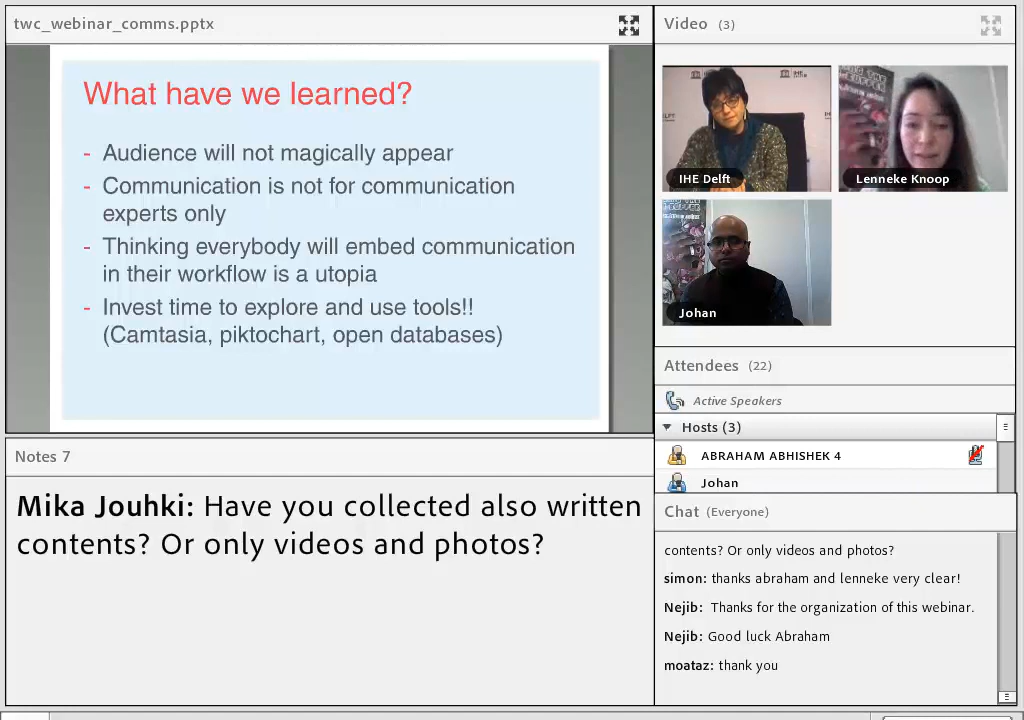 twc_webinar_comms.pptx
What have we learned?
- Audience will not magically appear
- Communication is not for communication
experts only
- Thinking everybody will embed communication
in their workflow is a utopia
- Invest time to explore and use tools!!
(Camtasia, piktochart, open databases)
Notes 7
Mika Jouhki: Have you collected also written
contents? Or only videos and photos?
Video (3)
IHE Delft
Lenneke Knoop
Johan
Attendees (22)
Active Speakers
Hosts (3)
ABRAHAM ABHISHEK 4
Johan
Chat (Everyone)
contents? Or only videos and photos?
simon: thanks abraham and lenneke very clear!
Nejib: Thanks for the organization of this webinar.
Nejib: Good luck Abraham
moataz: thank you